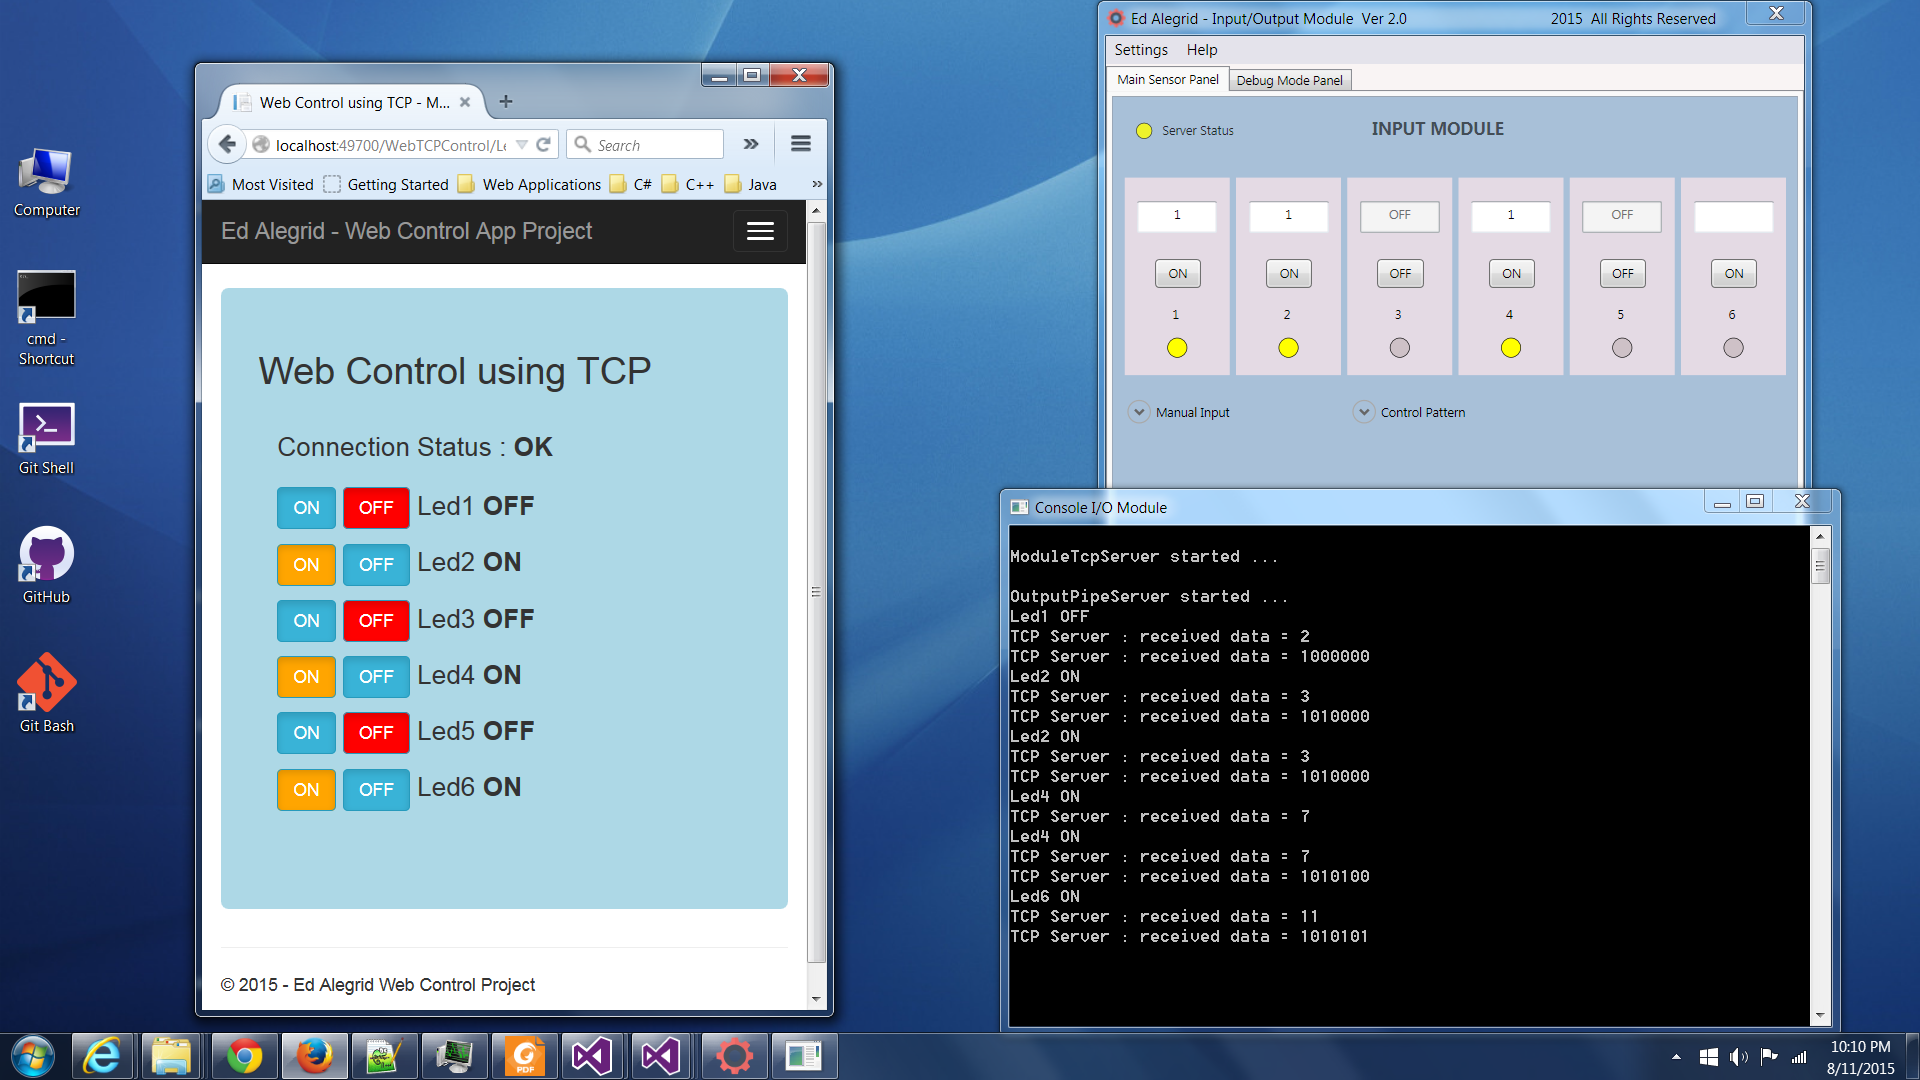 Computer
cmd -
Shortcut
Git Shell
GitHub
Git Bash
Web Control using TCP - M...
localhost:49700/WebTCPControl/Le
Search
Most Visited
Getting Started
Web Applications
C#
C++
Java
Ed Alegrid - Web Control App Project
Web Control using TCP
Connection Status : OK
ON OFF Led1 OFF
ON OFF Led2 ON
ON OFF Led3 OFF
ON OFF Led4 ON
ON OFF Led5 OFF
ON OFF Led6 ON
© 2015 - Ed Alegrid Web Control Project
Ed Alegrid - Input/Output Module Ver 2.0 2015 All Rights Reserved
Settings Help
Main Sensor Panel Debug Mode Panel
Server Status INPUT MODULE
1 1 OFF 1 OFF
ON ON OFF ON OFF ON
1 2 3 4 5 6
Manual Input Control Pattern
Console I/O Module
ModuleTcpServer started ...
OutputPipeServer started ...
Led1 OFF
TCP Server : received data = 2
TCP Server : received data = 1000000
Led2 ON
TCP Server : received data = 3
TCP Server : received data = 1010000
Led2 ON
TCP Server : received data = 3
TCP Server : received data = 1010000
Led4 ON
TCP Server : received data = 7
Led4 ON
TCP Server : received data = 7
TCP Server : received data = 1010100
Led6 ON
TCP Server : received data = 11
TCP Server : received data = 1010101
PDF
10:10 PM
8/11/2015